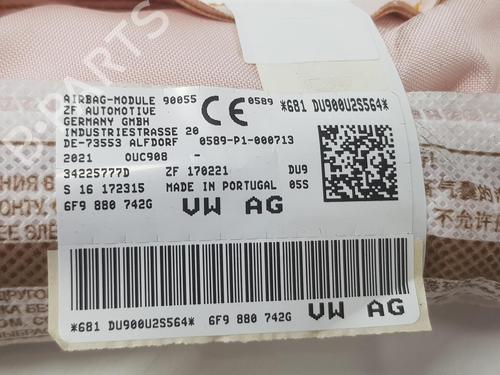 AIRBAG-MODULE 90055 CE 0589 *681 DU900U2S564*
ZF AUTOMOTIVE
GERMANY GMBH
INDUSTRIESTRASSE 20
DE-73553 ALFDORF 0589-P1-000713
2021 OUC908 -
34225777D ZF 170221 DU9
S 16 172315 MADE IN PORTUGAL 05S
6F9 880 742G VW AG
*681 DU900U2S564* 6F9 880 742G VW AG
B-PARTS